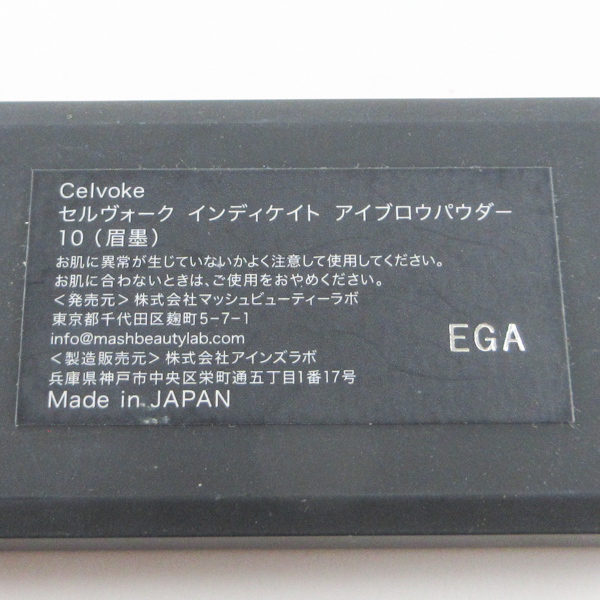 Celvoke
セルヴォーク インディケイト アイブロウパウダー
10（眉墨）
お肌に異常が生じていないかよく注意して使用してください。
お肌に合わないときは、ご使用をおやめください。
＜発売元＞株式会社マッシュビューティーラボ
東京都千代田区麹町5-7-1
info@mashbeautylab.com
＜製造販売元＞株式会社アインズラボ
兵庫県神戸市中央区栄町通五丁目1番17号
Made in JAPAN
EGA